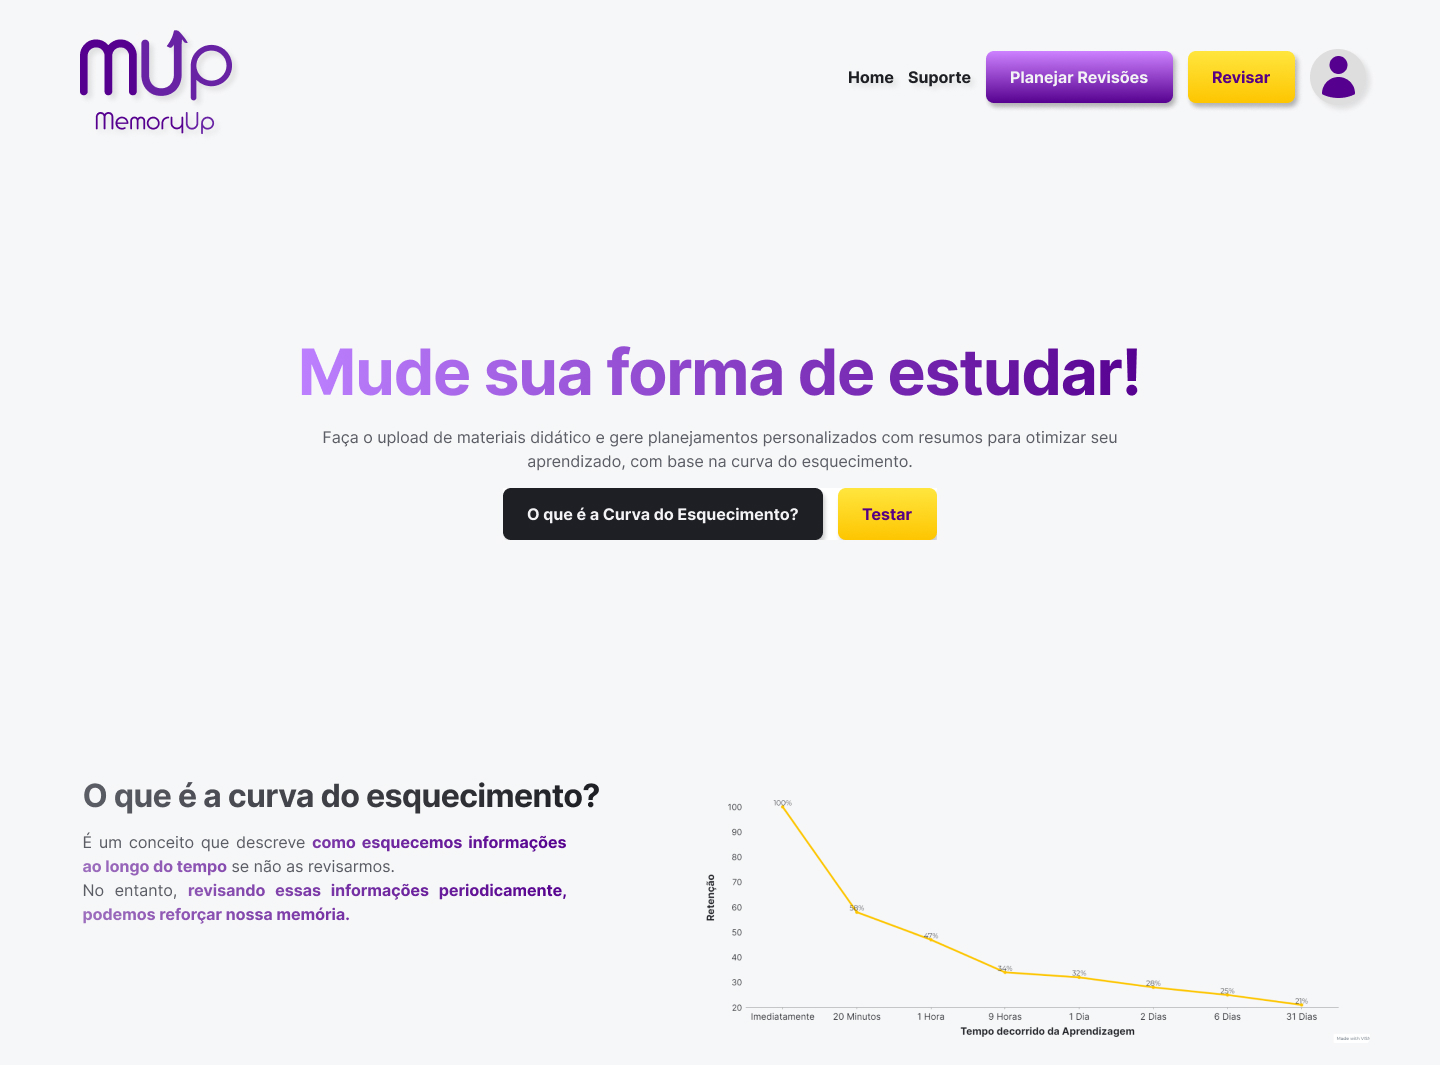 mUp
MemoryUp
Home Suporte Planejar Revisões Revisar
Mude sua forma de estudar!
Faça o upload de materiais didático e gere planejamentos personalizados com resumos para otimizar seu
aprendizado, com base na curva do esquecimento.
O que é a Curva do Esquecimento? Testar
O que é a curva do esquecimento?
É um conceito que descreve como esquecemos informações
ao longo do tempo se não as revisarmos.
No entanto, revisando essas informações periodicamente,
podemos reforçar nossa memória.
Retenção
100
90
80
70
60
50
40
30
20
100%
58%
47%
34%
32%
28%
25%
21%
Imediatamente 20 Minutos 1 Hora 9 Horas 1 Dia 2 Dias 6 Dias 31 Dias
Tempo decorrido da Aprendizagem
Made with